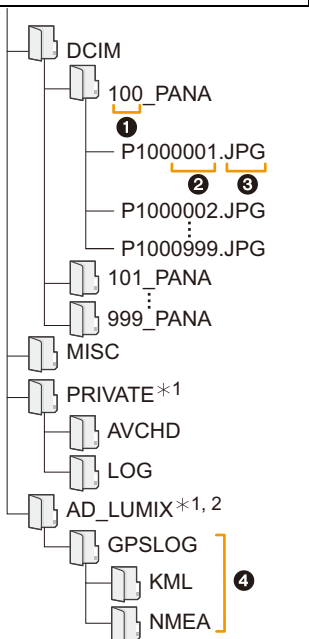 DCIM
100_PANA
❶
P1000001.JPG
❷ ❸
P1000002.JPG
P1000999.JPG
101_PANA
999_PANA
MISC
PRIVATE∗1
AVCHD
LOG
AD_LUMIX∗1, 2
GPSLOG
KML ❹
NMEA